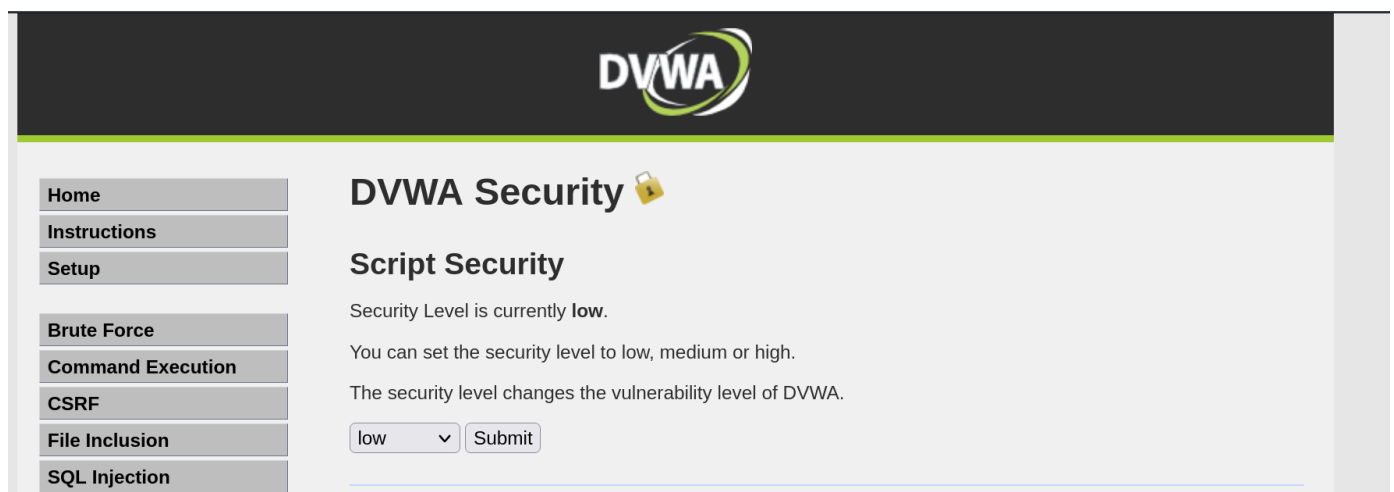 DVWA
Home
Instructions
Setup
Brute Force
Command Execution
CSRF
File Inclusion
SQL Injection
DVWA Security
Script Security
Security Level is currently low.
You can set the security level to low, medium or high.
The security level changes the vulnerability level of DVWA.
low Submit